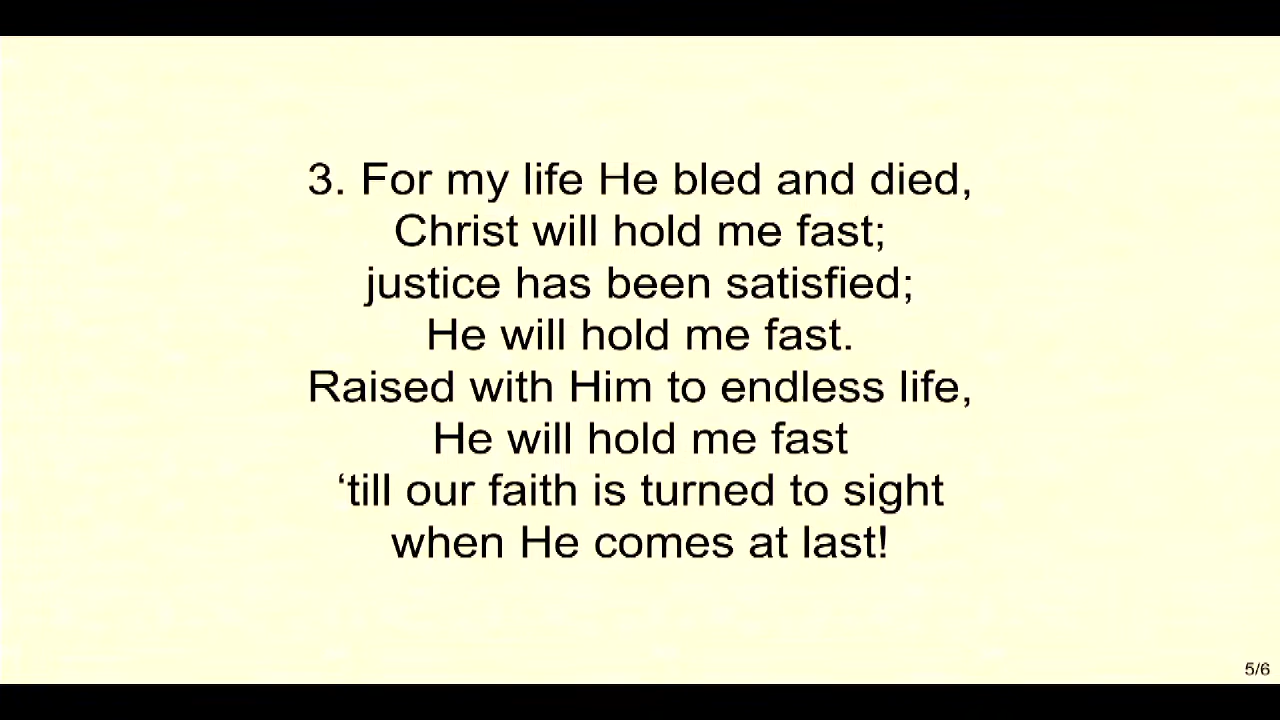 3. For my life He bled and died,
Christ will hold me fast;
justice has been satisfied;
He will hold me fast.
Raised with Him to endless life,
He will hold me fast
‘till our faith is turned to sight
when He comes at last!
5/6